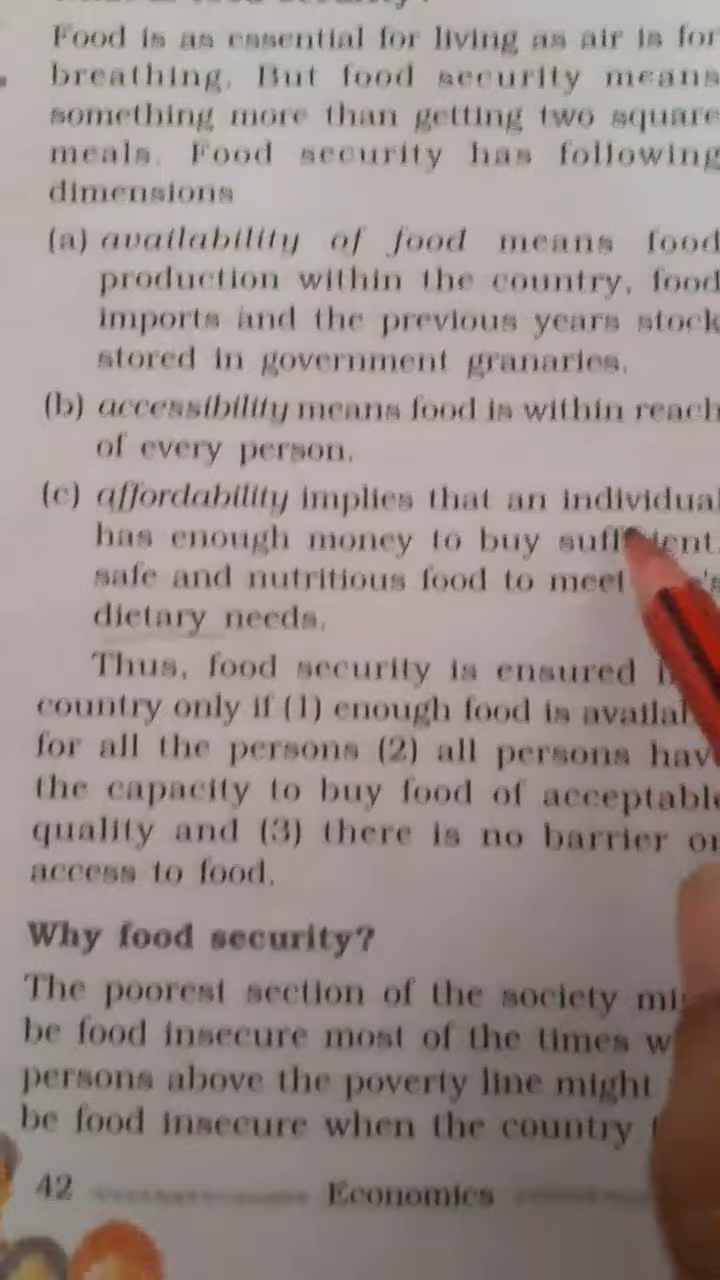 Food is as essential for living as air is for
breathing. But food security means
something more than getting two square
meals. Food security has following
dimensions
(a) availability of food means food
production within the country, food
imports and the previous years stock
stored in government granaries.
(b) accessibility means food is within reach
of every person.
(c) affordability implies that an individual
has enough money to buy
safe and nutritious food to meet
dietary needs.
Thus, food security is ensured
country only if (1) enough food is
for all the persons (2) all persons
the capacity to buy food of acceptable
quality and (3) there is no barrier on
access to food.
Why food security?
The poorest section of the society
be food insecure most of the times
persons above the poverty line might
be food insecure when the country
42 Economics